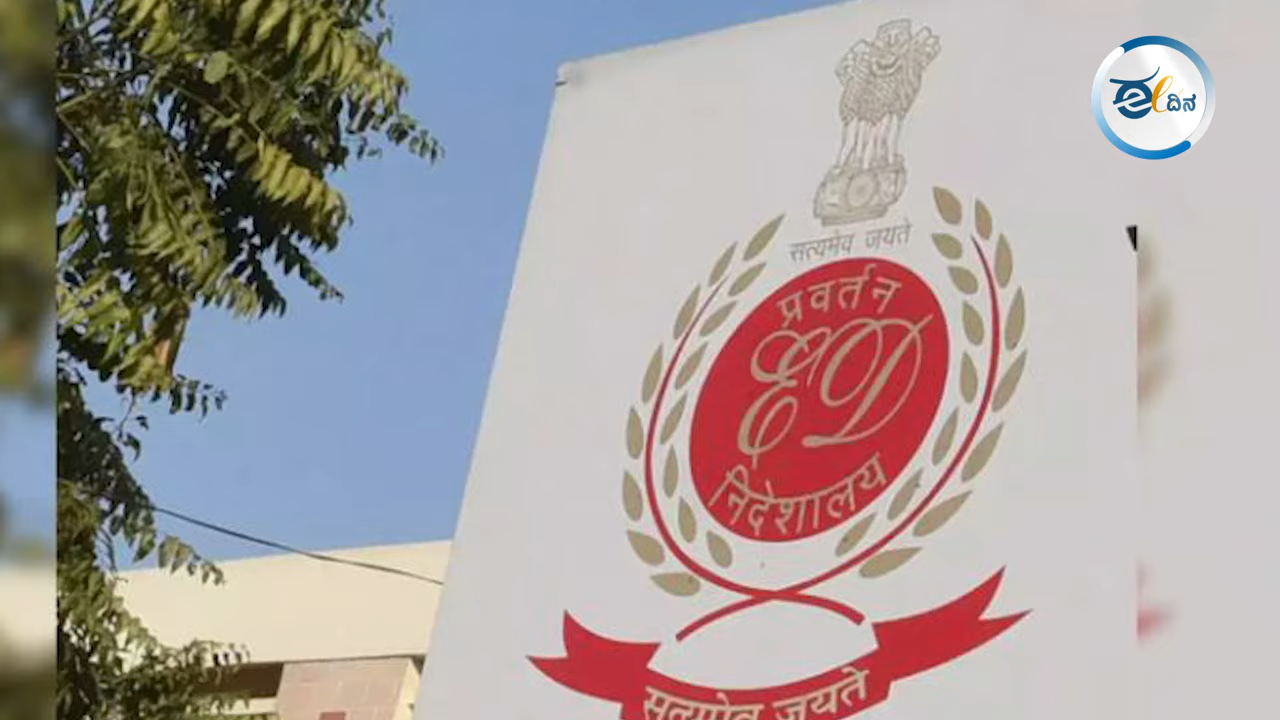 ಈ ದಿನ
सत्यमेव जयते
प्रवर्तन
ED
निदेशालय
सत्यमेव जयते